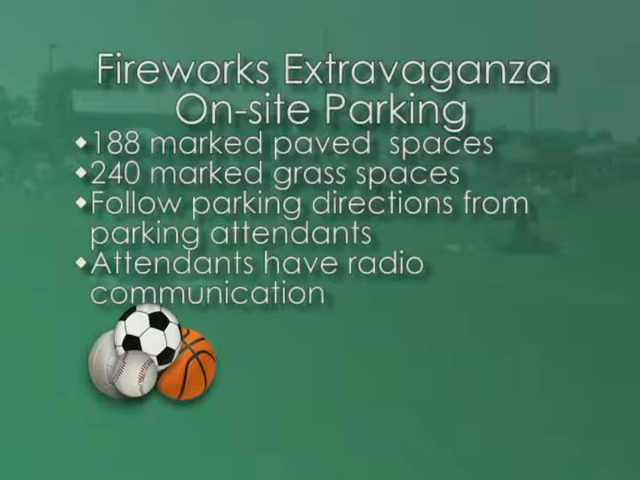 Fireworks Extravaganza
On-site Parking
◆188 marked paved spaces
◆240 marked grass spaces
◆Follow parking directions from
parking attendants
◆Attendants have radio
communication